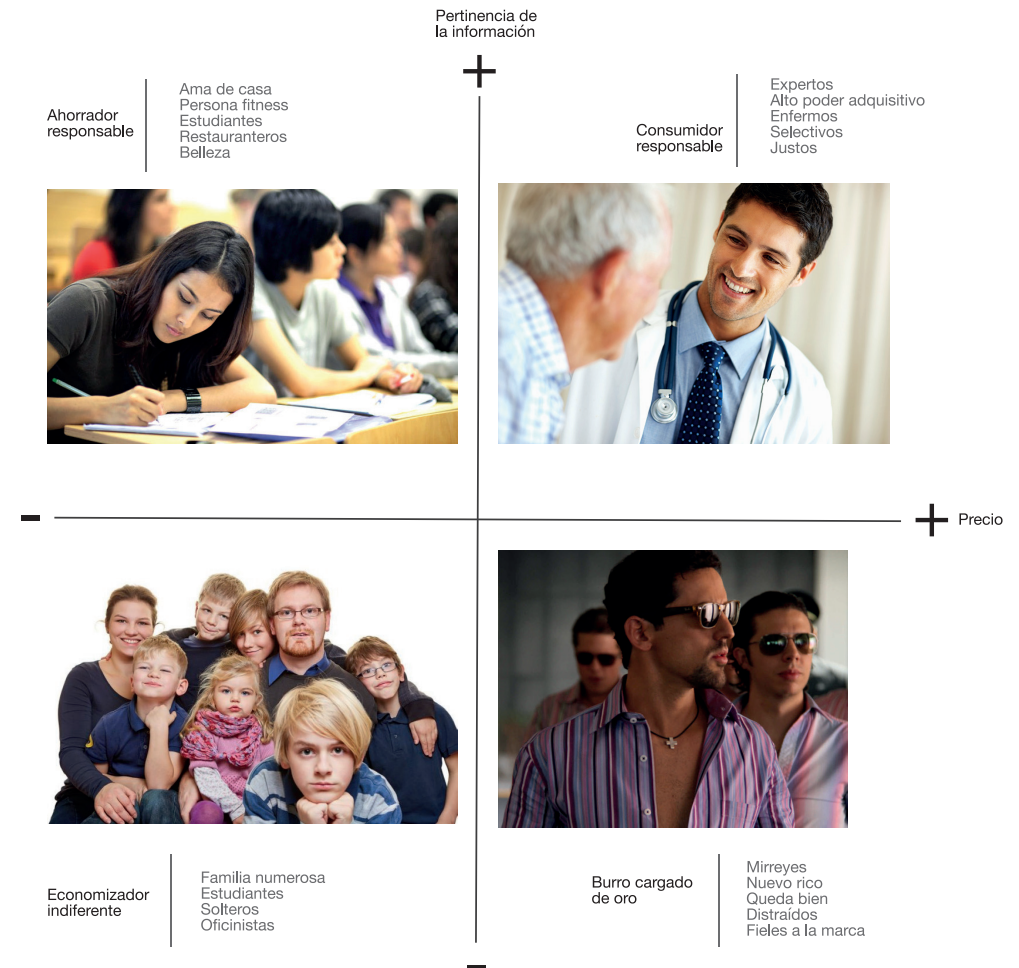 Pertinencia de
la información
+
Ahorrador
responsable
Ama de casa
Persona fitness
Estudiantes
Restauranteros
Belleza
Consumidor
responsable
Expertos
Alto poder adquisitivo
Enfermos
Selectivos
Justos
-
+ Precio
Economizador
indiferente
Familia numerosa
Estudiantes
Solteros
Oficinistas
Burro cargado
de oro
Mirreyes
Nuevo rico
Queda bien
Distraídos
Fieles a la marca
-